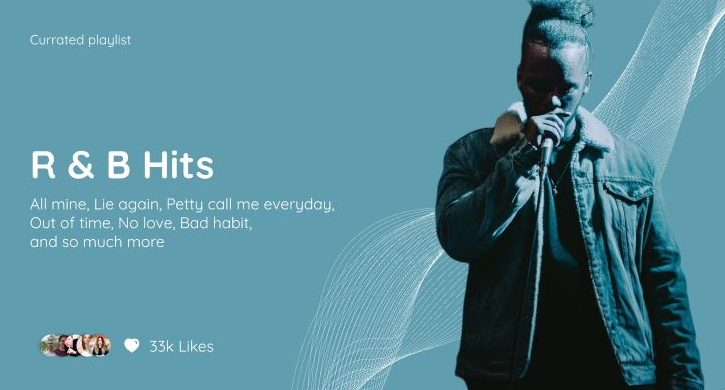 Currated playlist
R & B Hits
All mine, Lie again, Petty call me everyday,
Out of time, No love, Bad habit,
and so much more
33k Likes